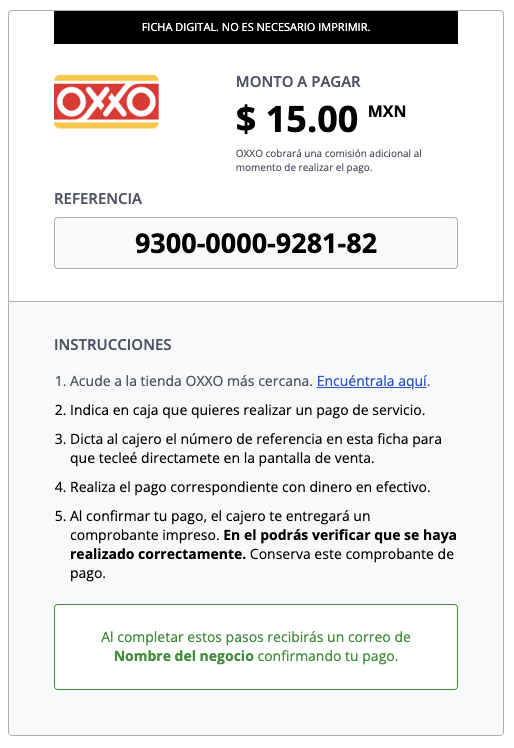 FICHA DIGITAL. NO ES NECESARIO IMPRIMIR.
OXXO
MONTO A PAGAR
$ 15.00 MXN
OXXO cobrará una comisión adicional al
momento de realizar el pago.
REFERENCIA
9300-0000-9281-82
INSTRUCCIONES
1. Acude a la tienda OXXO más cercana. Encuéntrala aquí.
2. Indica en caja que quieres realizar un pago de servicio.
3. Dicta al cajero el número de referencia en esta ficha para
que tecleé directamete en la pantalla de venta.
4. Realiza el pago correspondiente con dinero en efectivo.
5. Al confirmar tu pago, el cajero te entregará un
comprobante impreso. En el podrás verificar que se haya
realizado correctamente. Conserva este comprobante de
pago.
Al completar estos pasos recibirás un correo de
Nombre del negocio confirmando tu pago.